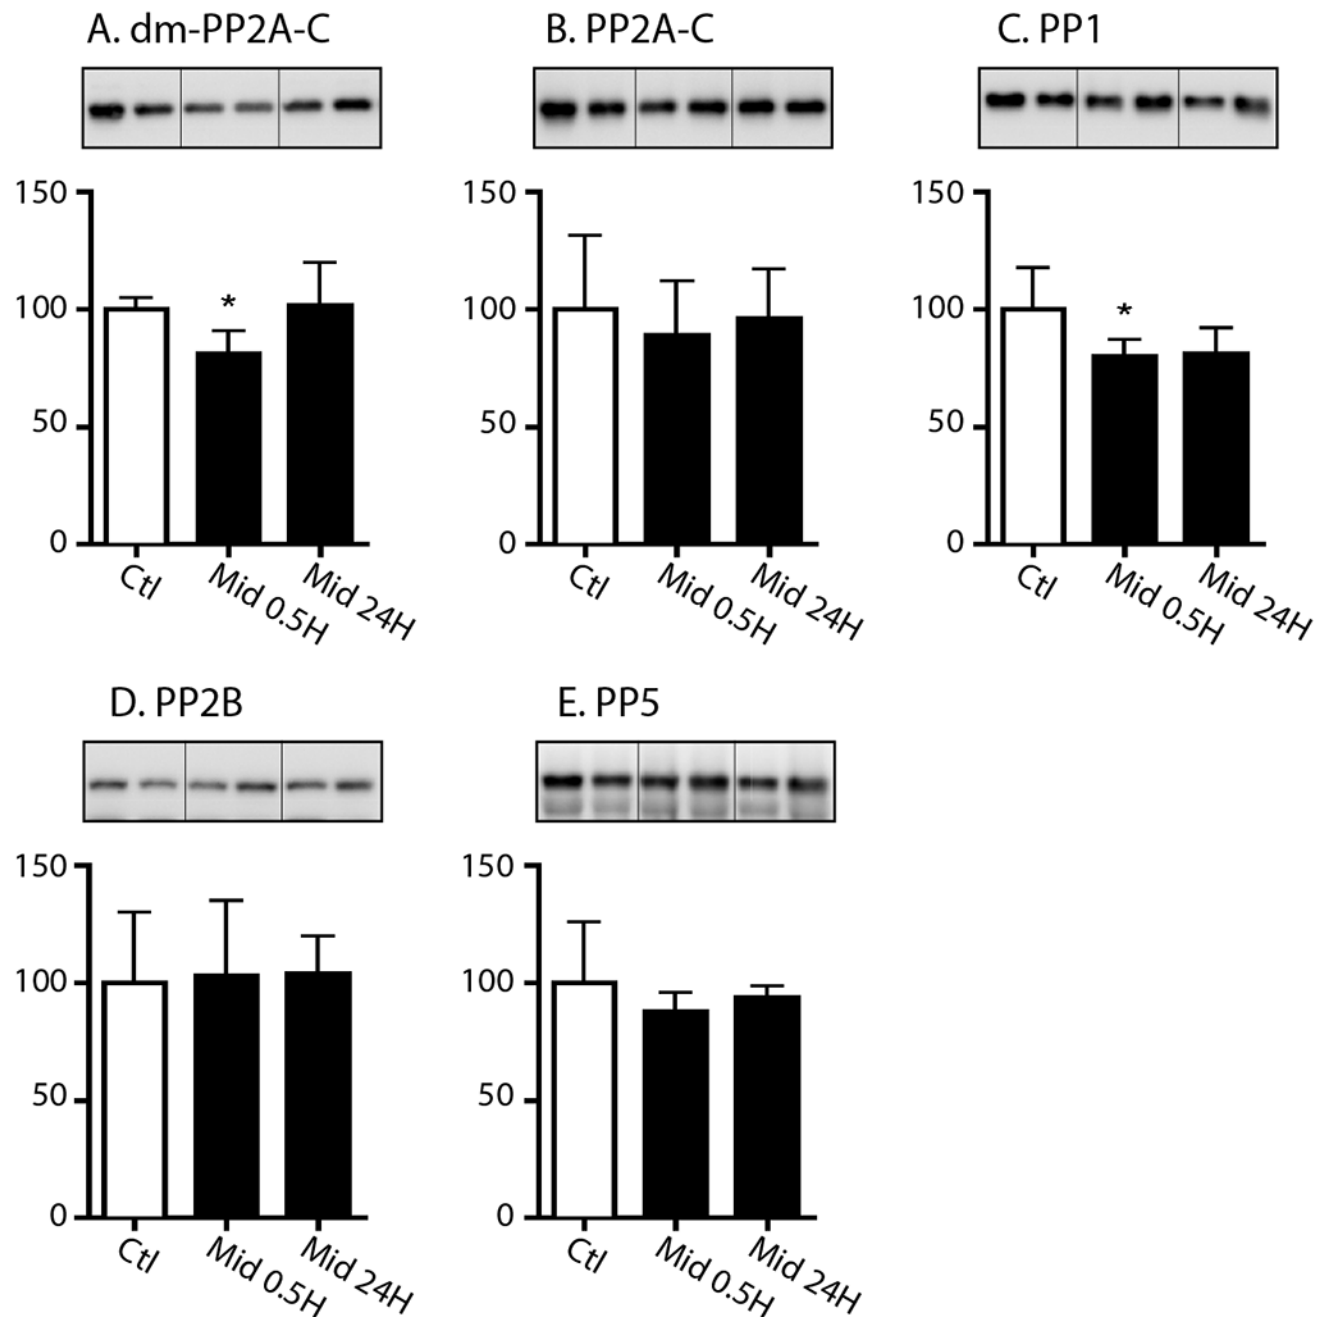 A. dm-PP2A-C
B. PP2A-C
C. PP1
150
100
50
0
*
Ctl
Mid 0.5H
Mid 24H
150
100
50
0
Ctl
Mid 0.5H
Mid 24H
150
100
50
0
*
Ctl
Mid 0.5H
Mid 24H
D. PP2B
E. PP5
150
100
50
0
Ctl
Mid 0.5H
Mid 24H
150
100
50
0
Ctl
Mid 0.5H
Mid 24H